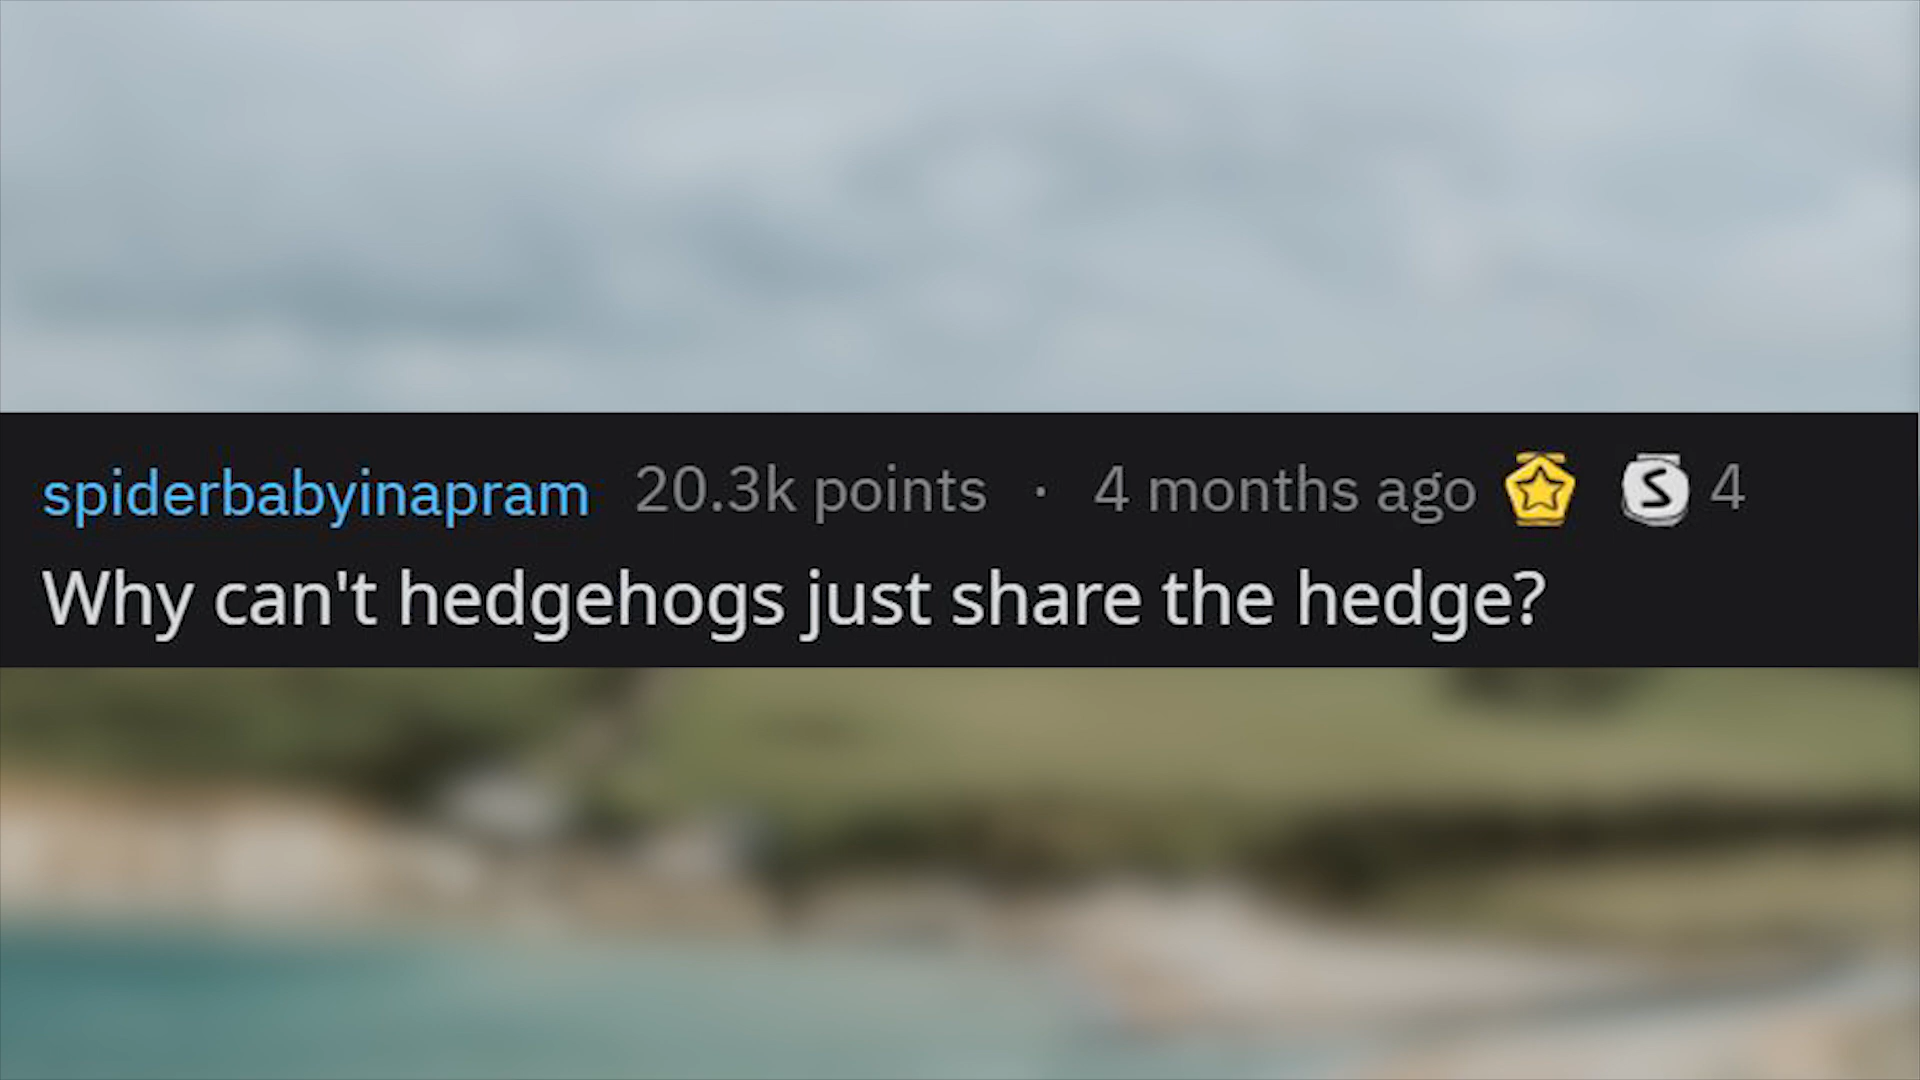 spiderbabyinapram 20.3k points · 4 months ago 4
Why can't hedgehogs just share the hedge?